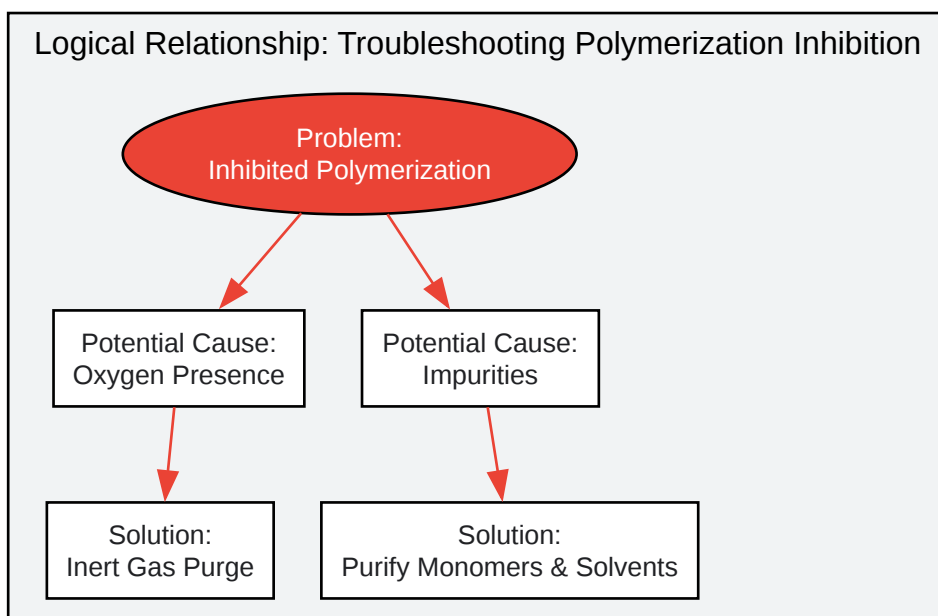 Logical Relationship: Troubleshooting Polymerization Inhibition
Problem:
Inhibited Polymerization
Potential Cause:
Oxygen Presence
Potential Cause:
Impurities
Solution:
Inert Gas Purge
Solution:
Purify Monomers & Solvents